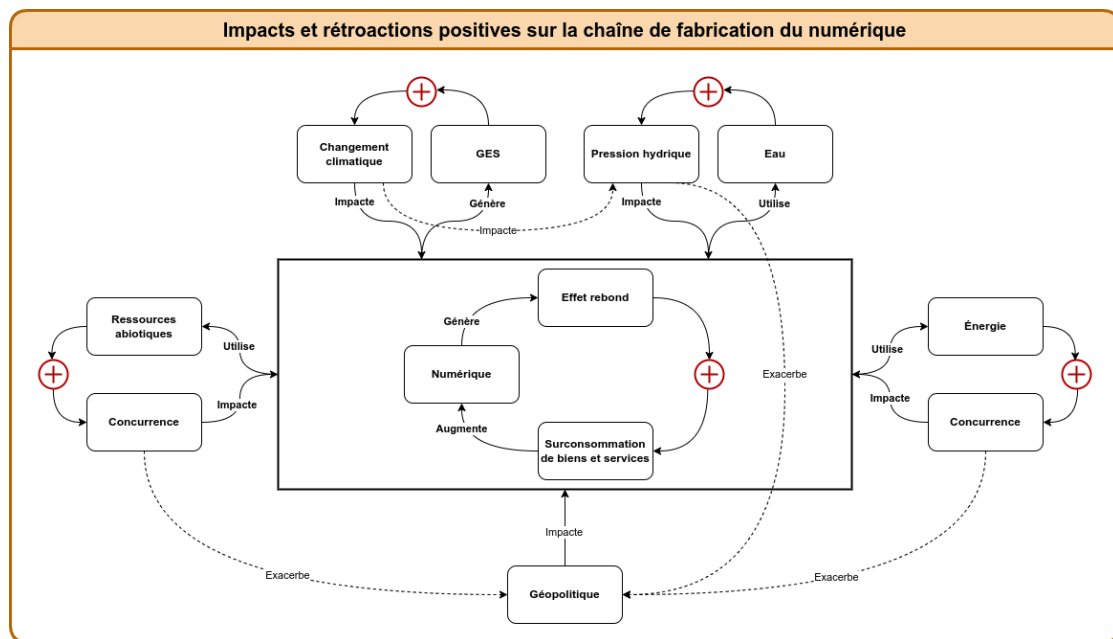 Impacts et rétroactions positives sur la chaîne de fabrication du numérique
Changement
climatique
GES
Pression hydrique
Eau
Impacte
Génère
Impacte
Impacte
Utilise
Ressources
abiotiques
Utilise
Impacte
Concurrence
Effet rebond
Génère
Numérique
Augmente
Surconsommation
de biens et services
Exacerbe
Énergie
Utilise
Impacte
Concurrence
Impacte
Exacerbe
Exacerbe
Géopolitique